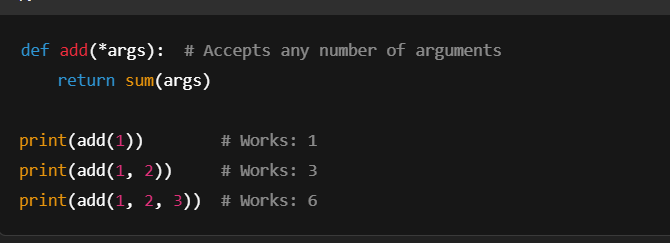 def add(*args):  # Accepts any number of arguments
    return sum(args)
print(add(1))        # Works: 1
print(add(1, 2))     # Works: 3
print(add(1, 2, 3))  # Works: 6